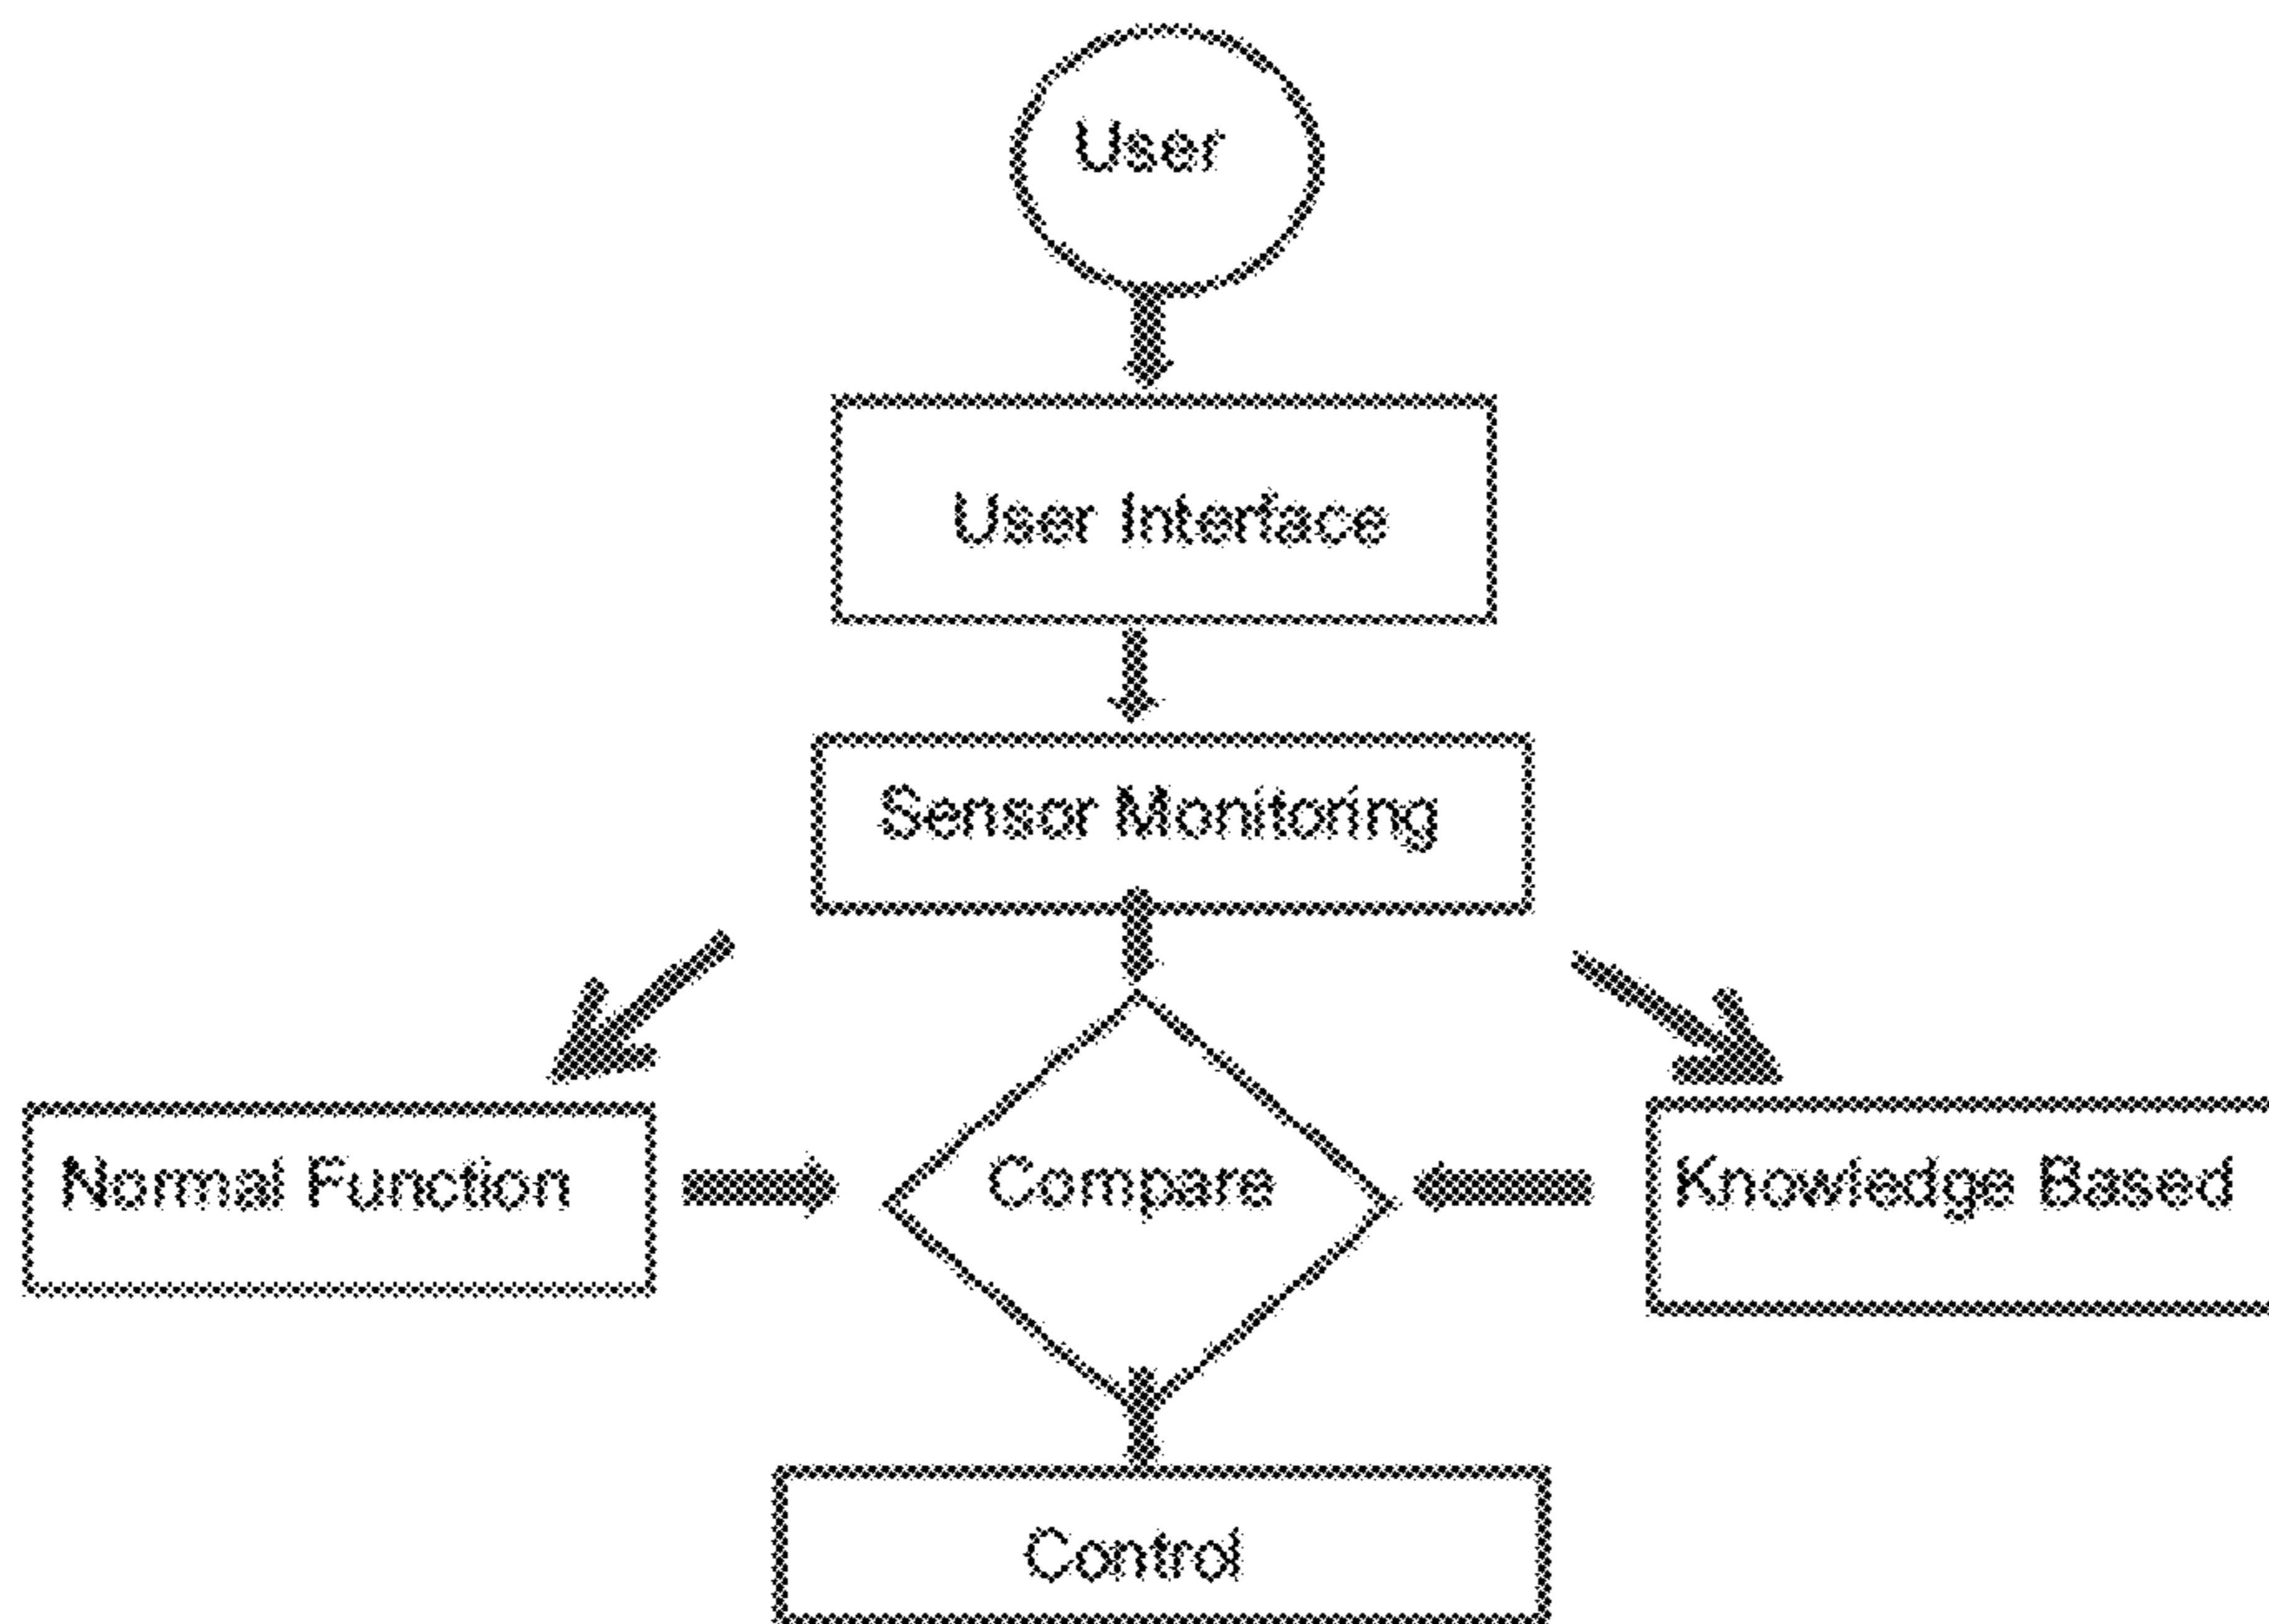 User
User Interface
Sensor Monitoring
Normal Function
Compare
Knowledge Based
Control